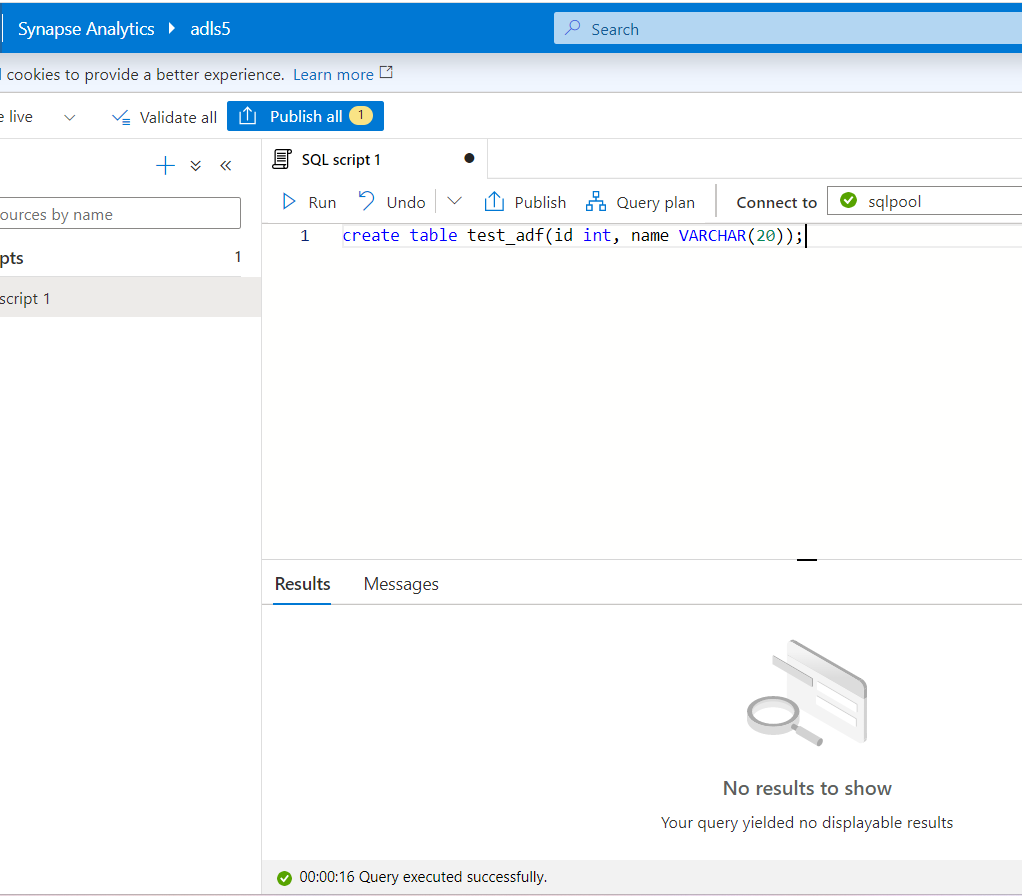 Synapse Analytics adls5 Search
cookies to provide a better experience. Learn more
live Validate all Publish all 1
SQL script 1
Run Undo Publish Query plan Connect to sqlpool
ources by name
1 create table test_adf(id int, name VARCHAR(20));
pts 1
script 1
Results Messages
No results to show
Your query yielded no displayable results
00:00:16 Query executed successfully.